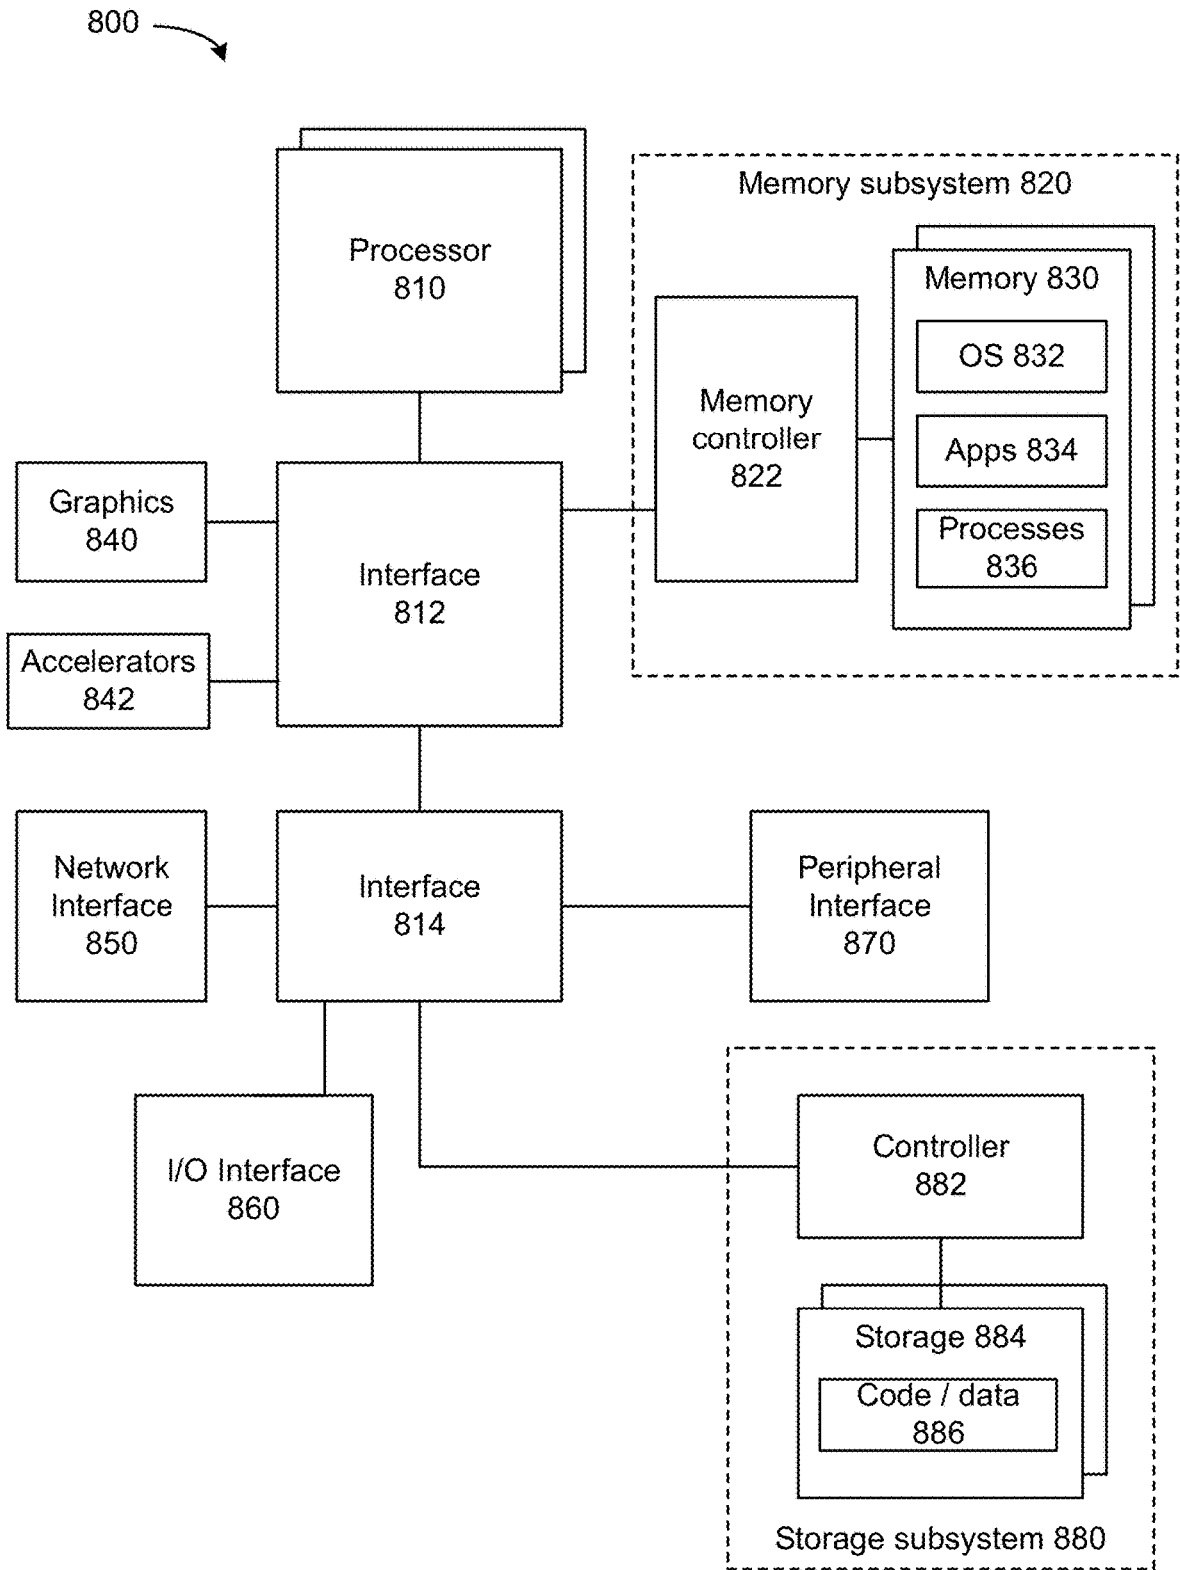 800
Processor
810
Memory subsystem 820
Memory 830
OS 832
Apps 834
Processes
836
Memory
controller
822
Graphics
840
Interface
812
Accelerators
842
Network
Interface
850
Interface
814
Peripheral
Interface
870
I/O Interface
860
Controller
882
Storage 884
Code / data
886
Storage subsystem 880